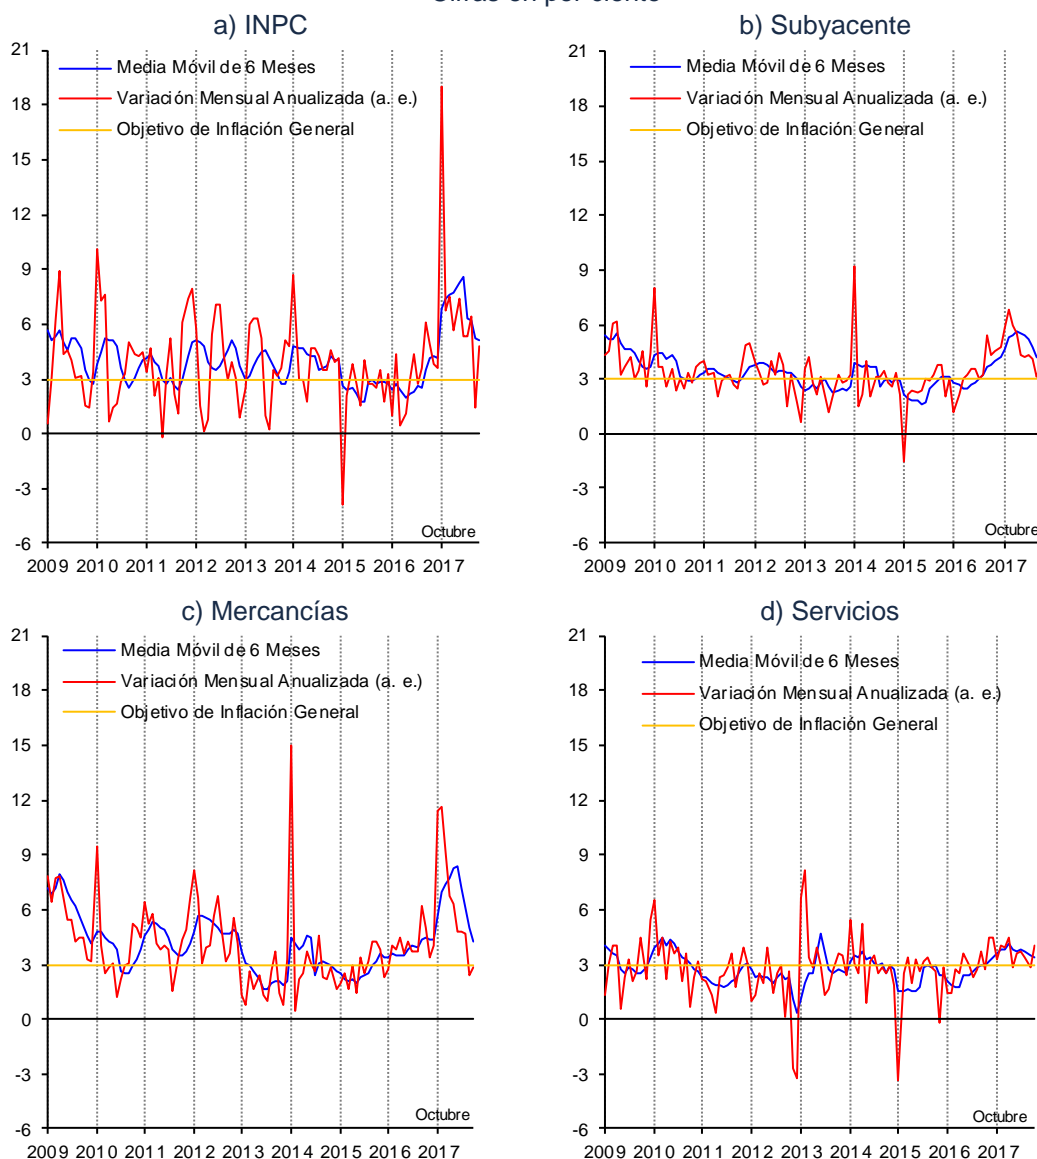 Cifras en por ciento
a) INPC
Media Móvil de 6 Meses
Variación Mensual Anualizada (a. e.)
Objetivo de Inflación General
21
18
15
12
9
6
3
0
-3
-6
Octubre
2009 2010 2011 2012 2013 2014 2015 2016 2017
b) Subyacente
Media Móvil de 6 Meses
Variación Mensual Anualizada (a. e.)
Objetivo de Inflación General
21
18
15
12
9
6
3
0
-3
-6
Octubre
2009 2010 2011 2012 2013 2014 2015 2016 2017
c) Mercancías
Media Móvil de 6 Meses
Variación Mensual Anualizada (a. e.)
Objetivo de Inflación General
21
18
15
12
9
6
3
0
-3
-6
Octubre
2009 2010 2011 2012 2013 2014 2015 2016 2017
d) Servicios
Media Móvil de 6 Meses
Variación Mensual Anualizada (a. e.)
Objetivo de Inflación General
21
18
15
12
9
6
3
0
-3
-6
Octubre
2009 2010 2011 2012 2013 2014 2015 2016 2017